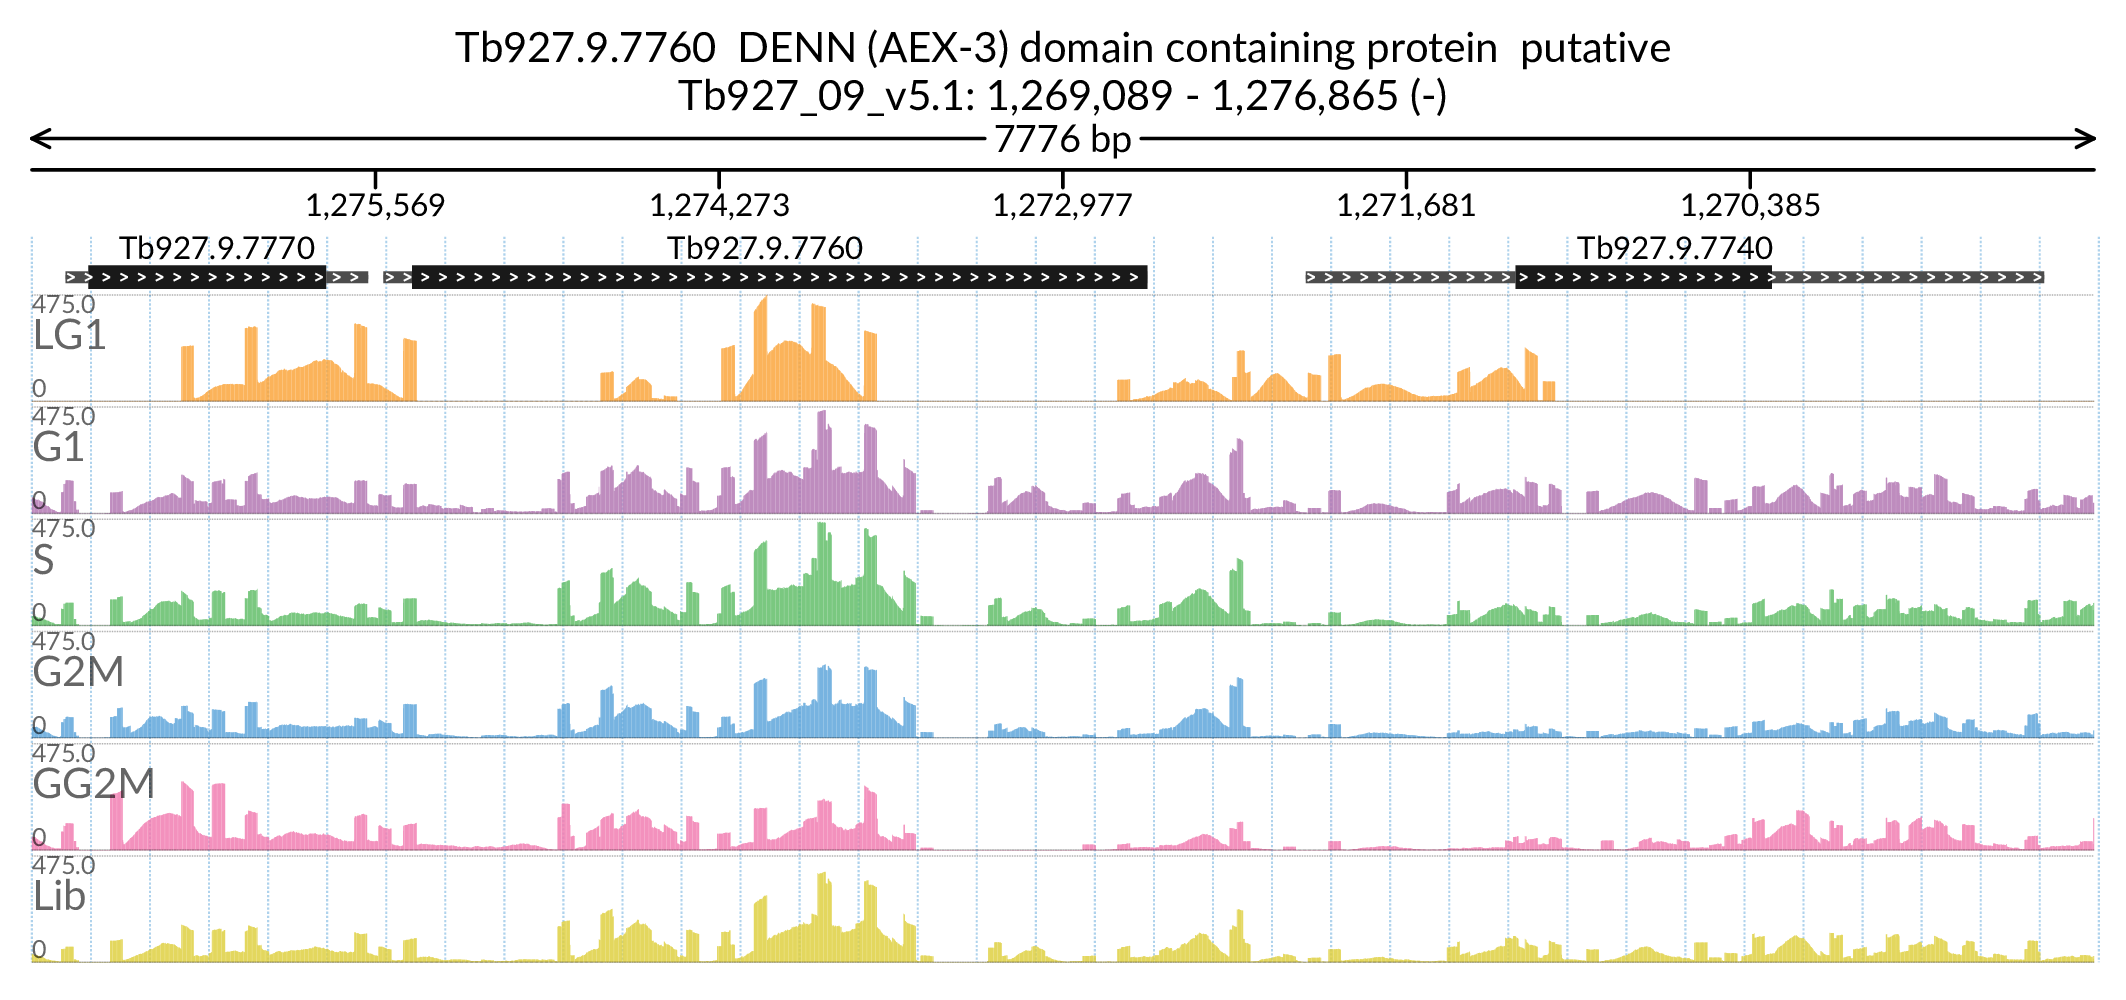 Tb927.9.7760  DENN (AEX-3) domain containing protein  putative
Tb927_09_v5.1: 1,269,089 - 1,276,865 (-)
7776 bp
1,275,569 1,274,273 1,272,977 1,271,681 1,270,385
Tb927.9.7770 Tb927.9.7760 Tb927.9.7740
475.0
LG1
0
475.0
G1
0
475.0
S
0
475.0
G2M
0
475.0
GG2M
0
475.0
Lib
0